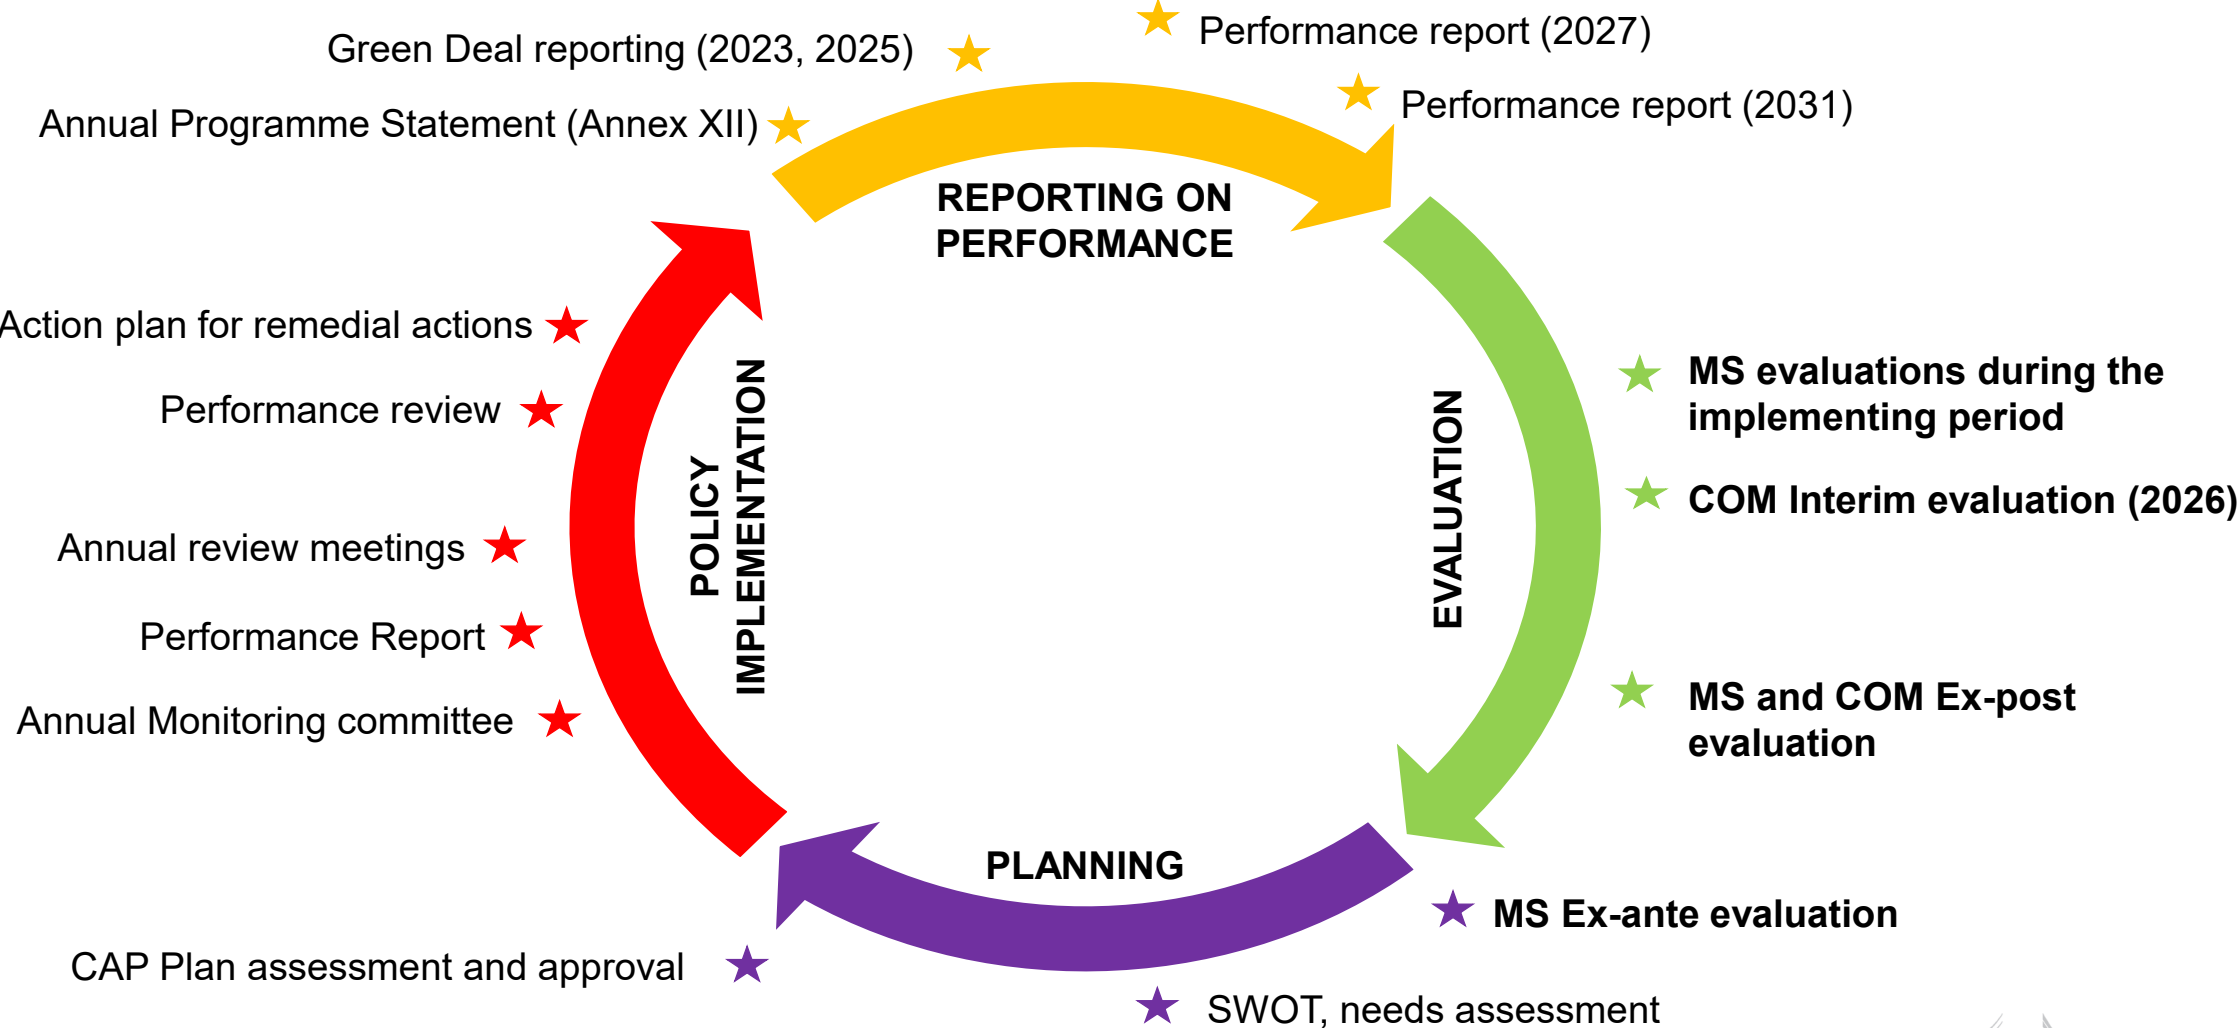 Performance report (2027)
Green Deal reporting (2023, 2025)
Performance report (2031)
Annual Programme Statement (Annex XII)
REPORTING ON
PERFORMANCE
Action plan for remedial actions
Performance review
Annual review meetings
Performance Report
Annual Monitoring committee
POLICY
IMPLEMENTATION
EVALUATION
MS evaluations during the
implementing period
COM Interim evaluation (2026)
MS and COM Ex-post
evaluation
PLANNING
MS Ex-ante evaluation
CAP Plan assessment and approval
SWOT, needs assessment